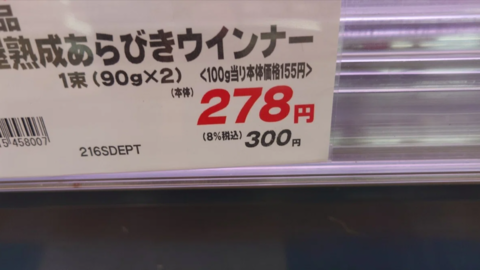 品
熟成あらびきウインナー
1束(90g×2) <100g当り本体価格155円>
(本体) 278円
(8%税込) 300円
5458007
216SDEPT